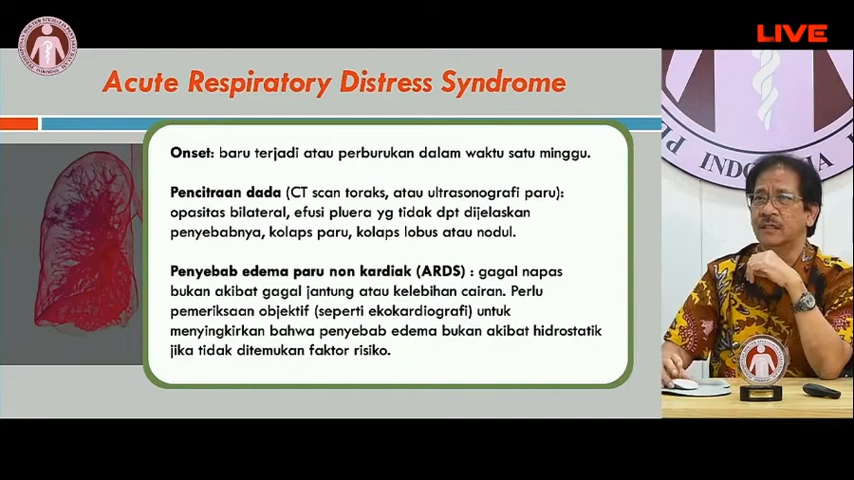 LIVE
Acute Respiratory Distress Syndrome
Onset: baru terjadi atau perburukan dalam waktu satu minggu.
Pencitraan dada (CT scan toraks, atau ultrasonografi paru):
opasitas bilateral, efusi pluera yg tidak dpt dijelaskan
penyebabnya, kolaps paru, kolaps lobus atau nodul.
Penyebab edema paru non kardiak (ARDS) : gagal napas
bukan akibat gagal jantung atau kelebihan cairan. Perlu
pemeriksaan objektif (seperti ekokardiografi) untuk
menyingkirkan bahwa penyebab edema bukan akibat hidrostatik
jika tidak ditemukan faktor risiko.
INDONESIA